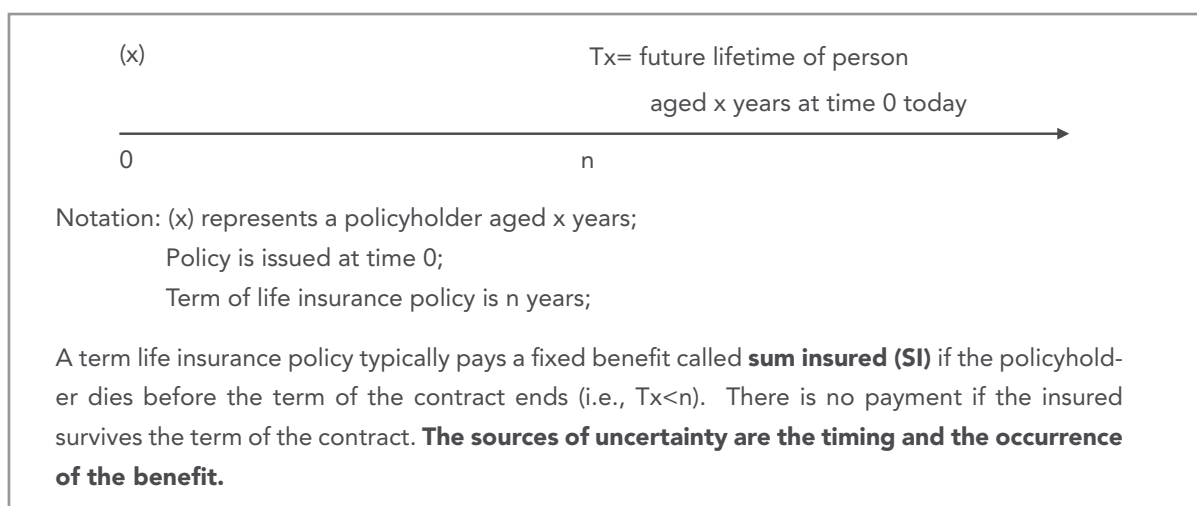 (x) Tx= future lifetime of person
aged x years at time 0 today
0 n
Notation: (x) represents a policyholder aged x years;
Policy is issued at time 0;
Term of life insurance policy is n years;
A term life insurance policy typically pays a fixed benefit called sum insured (SI) if the policyhold-
er dies before the term of the contract ends (i.e., Tx<n).  There is no payment if the insured
survives the term of the contract. The sources of uncertainty are the timing and the occurrence
of the benefit.